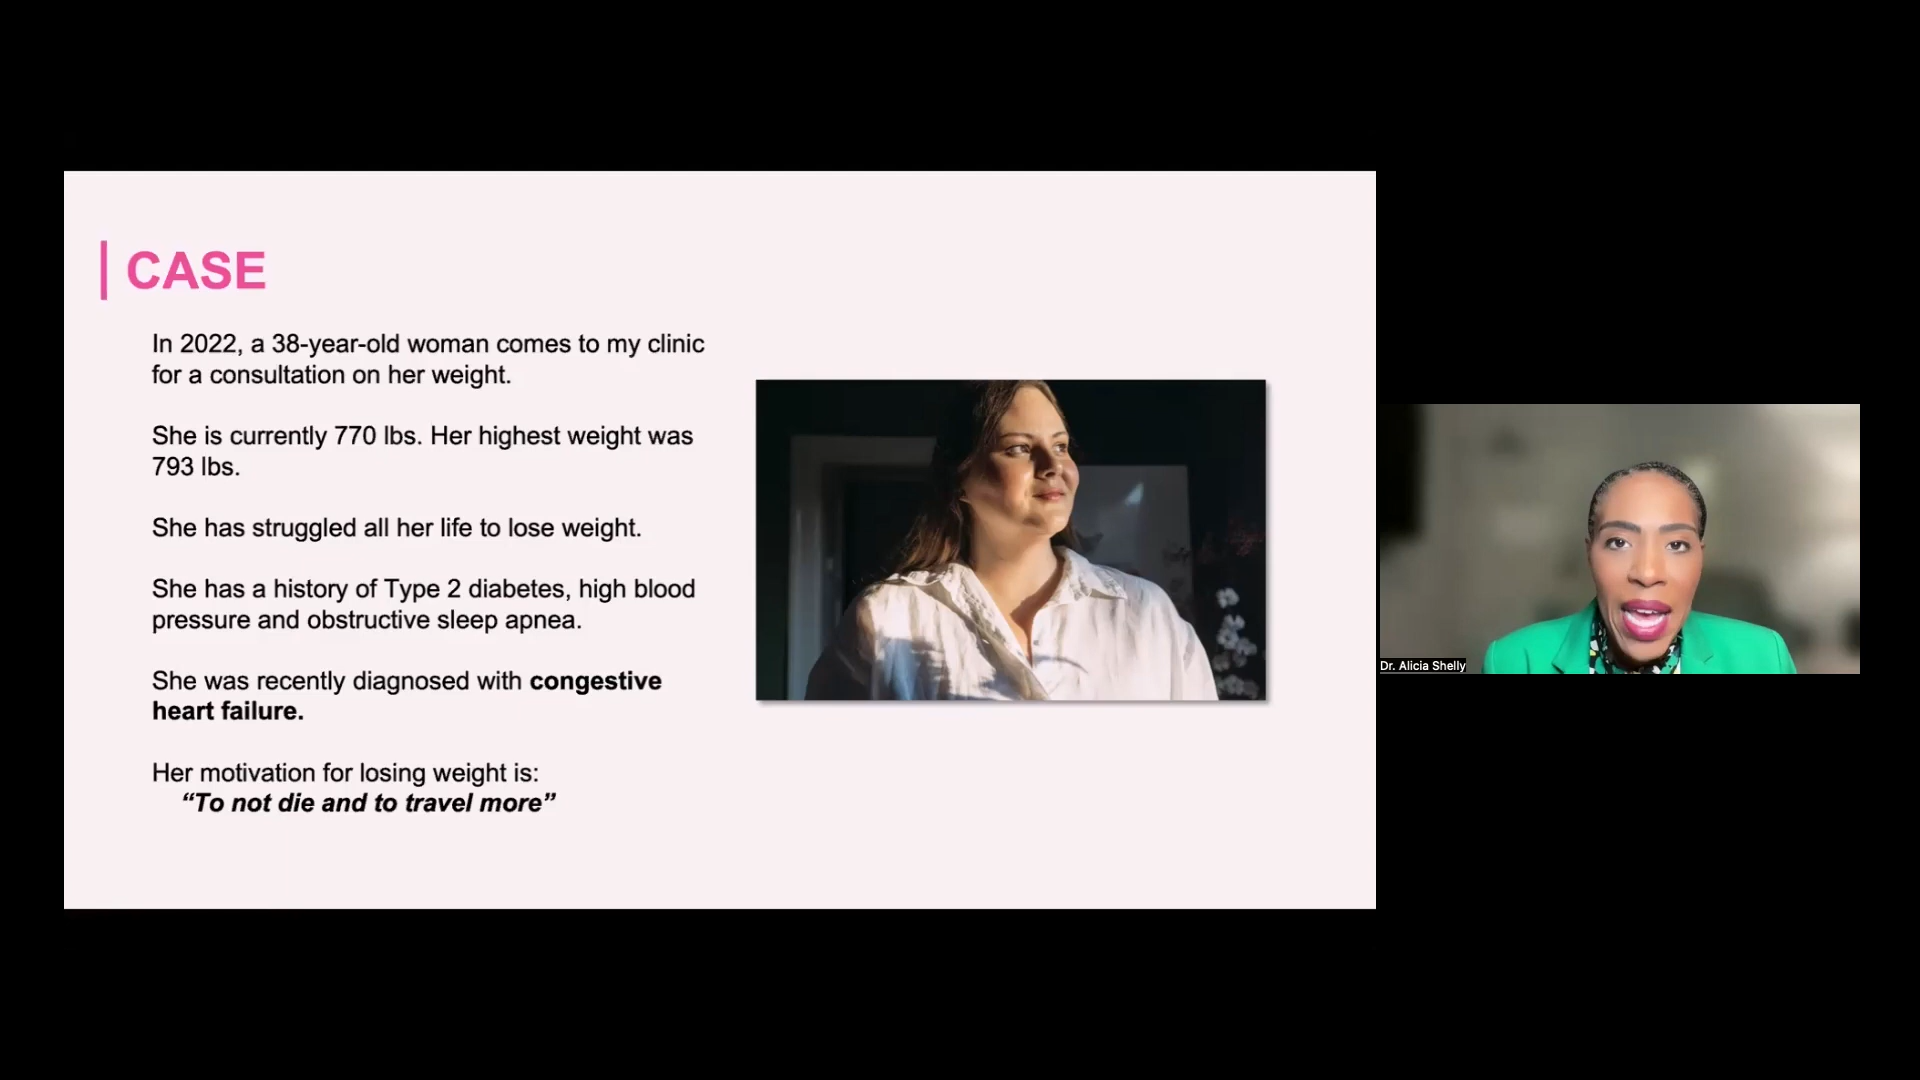 CASE
In 2022, a 38-year-old woman comes to my clinic
for a consultation on her weight.
She is currently 770 lbs. Her highest weight was
793 lbs.
She has struggled all her life to lose weight.
She has a history of Type 2 diabetes, high blood
pressure and obstructive sleep apnea.
She was recently diagnosed with congestive
heart failure.
Her motivation for losing weight is:
“To not die and to travel more”
Dr. Alicia Shelly